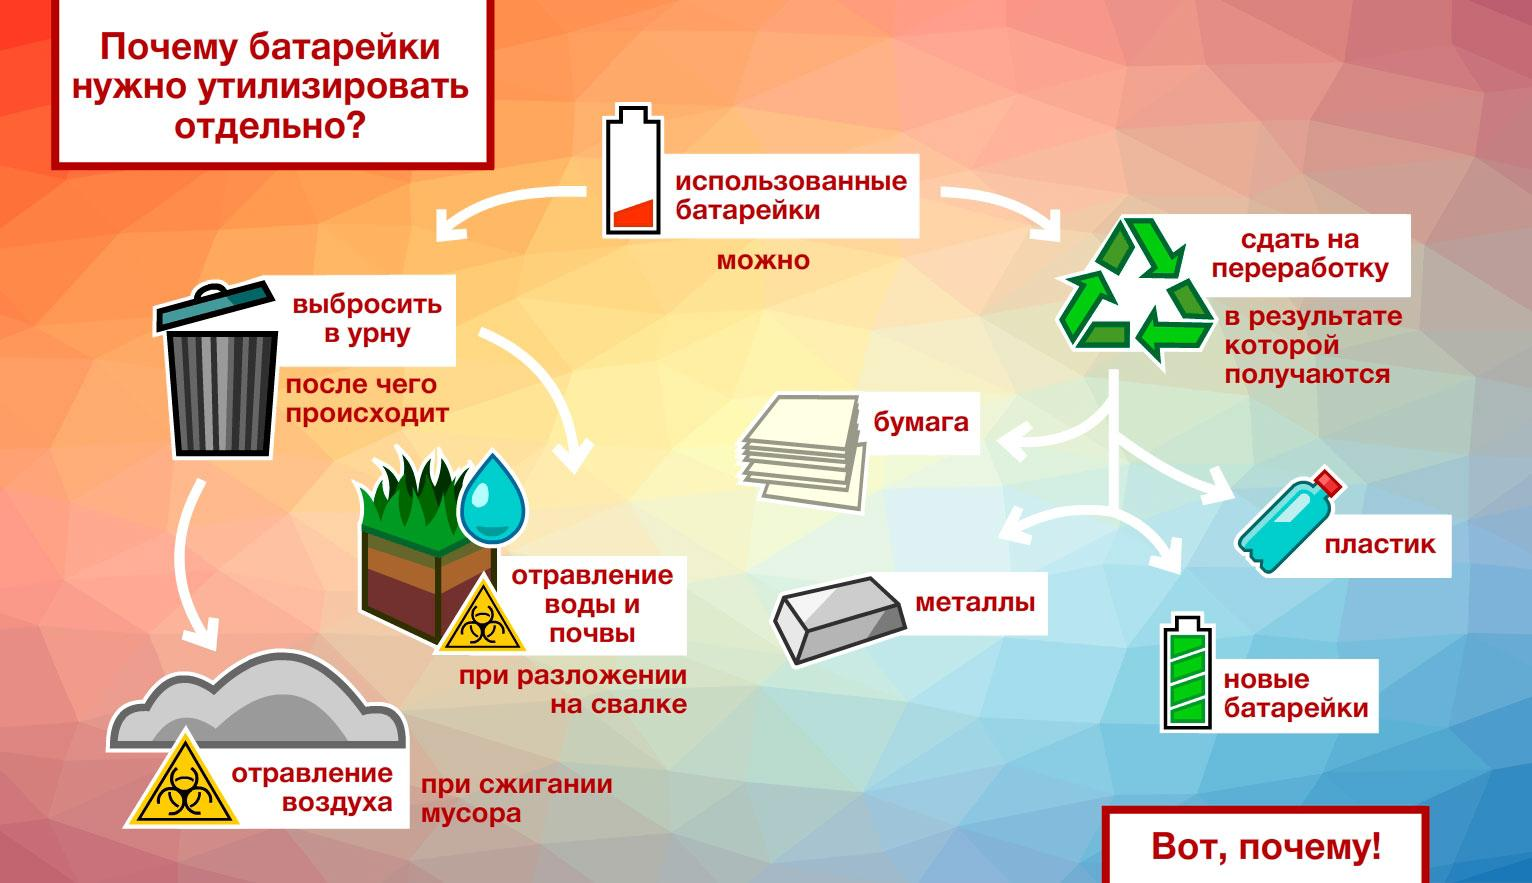 Почему батарейки
нужно утилизировать
отдельно?
использованные
батарейки
можно
выбросить
в урну
после чего
происходит
отравление
воды и
почвы
при разложении
на свалке
отравление
воздуха
при сжигании
мусора
сдать на
переработку
в результате
которой
получаются
бумага
пластик
металлы
новые
батарейки
Вот, почему!